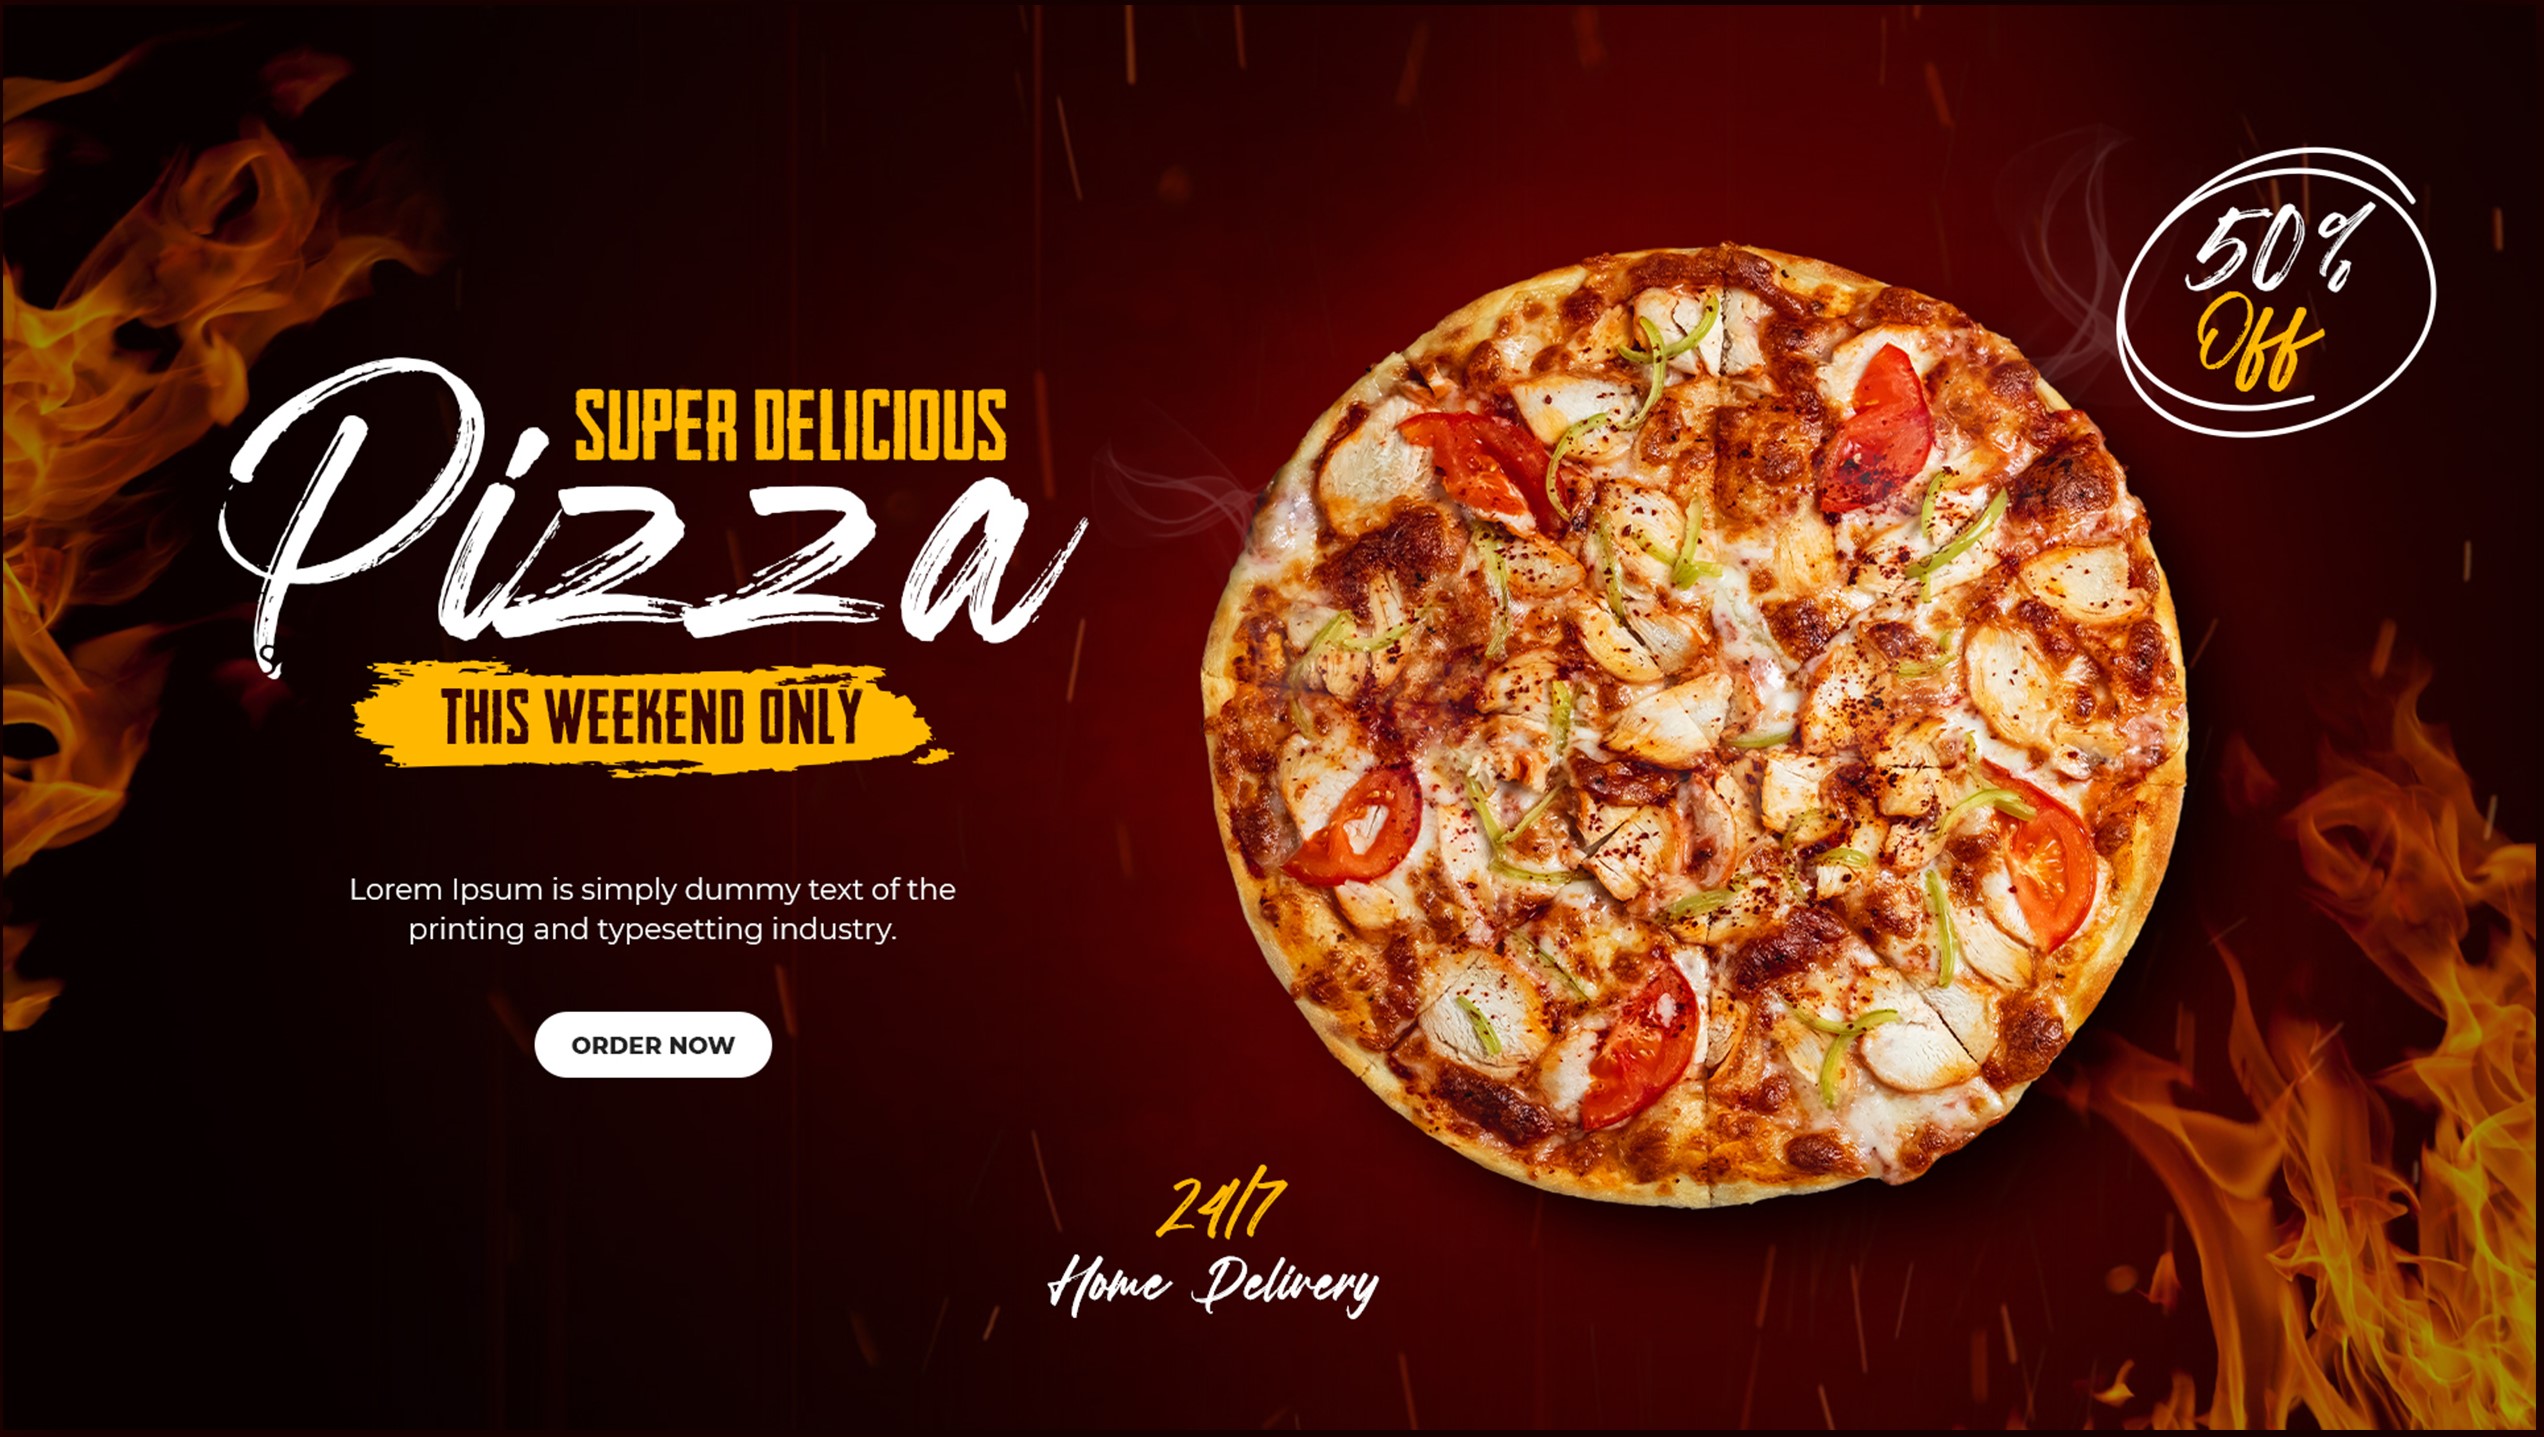 SUPER DELICIOUS
Pizza
THIS WEEKEND ONLY
Lorem Ipsum is simply dummy text of the
printing and typesetting industry.
ORDER NOW
50%
Off
24/7
Home Delivery